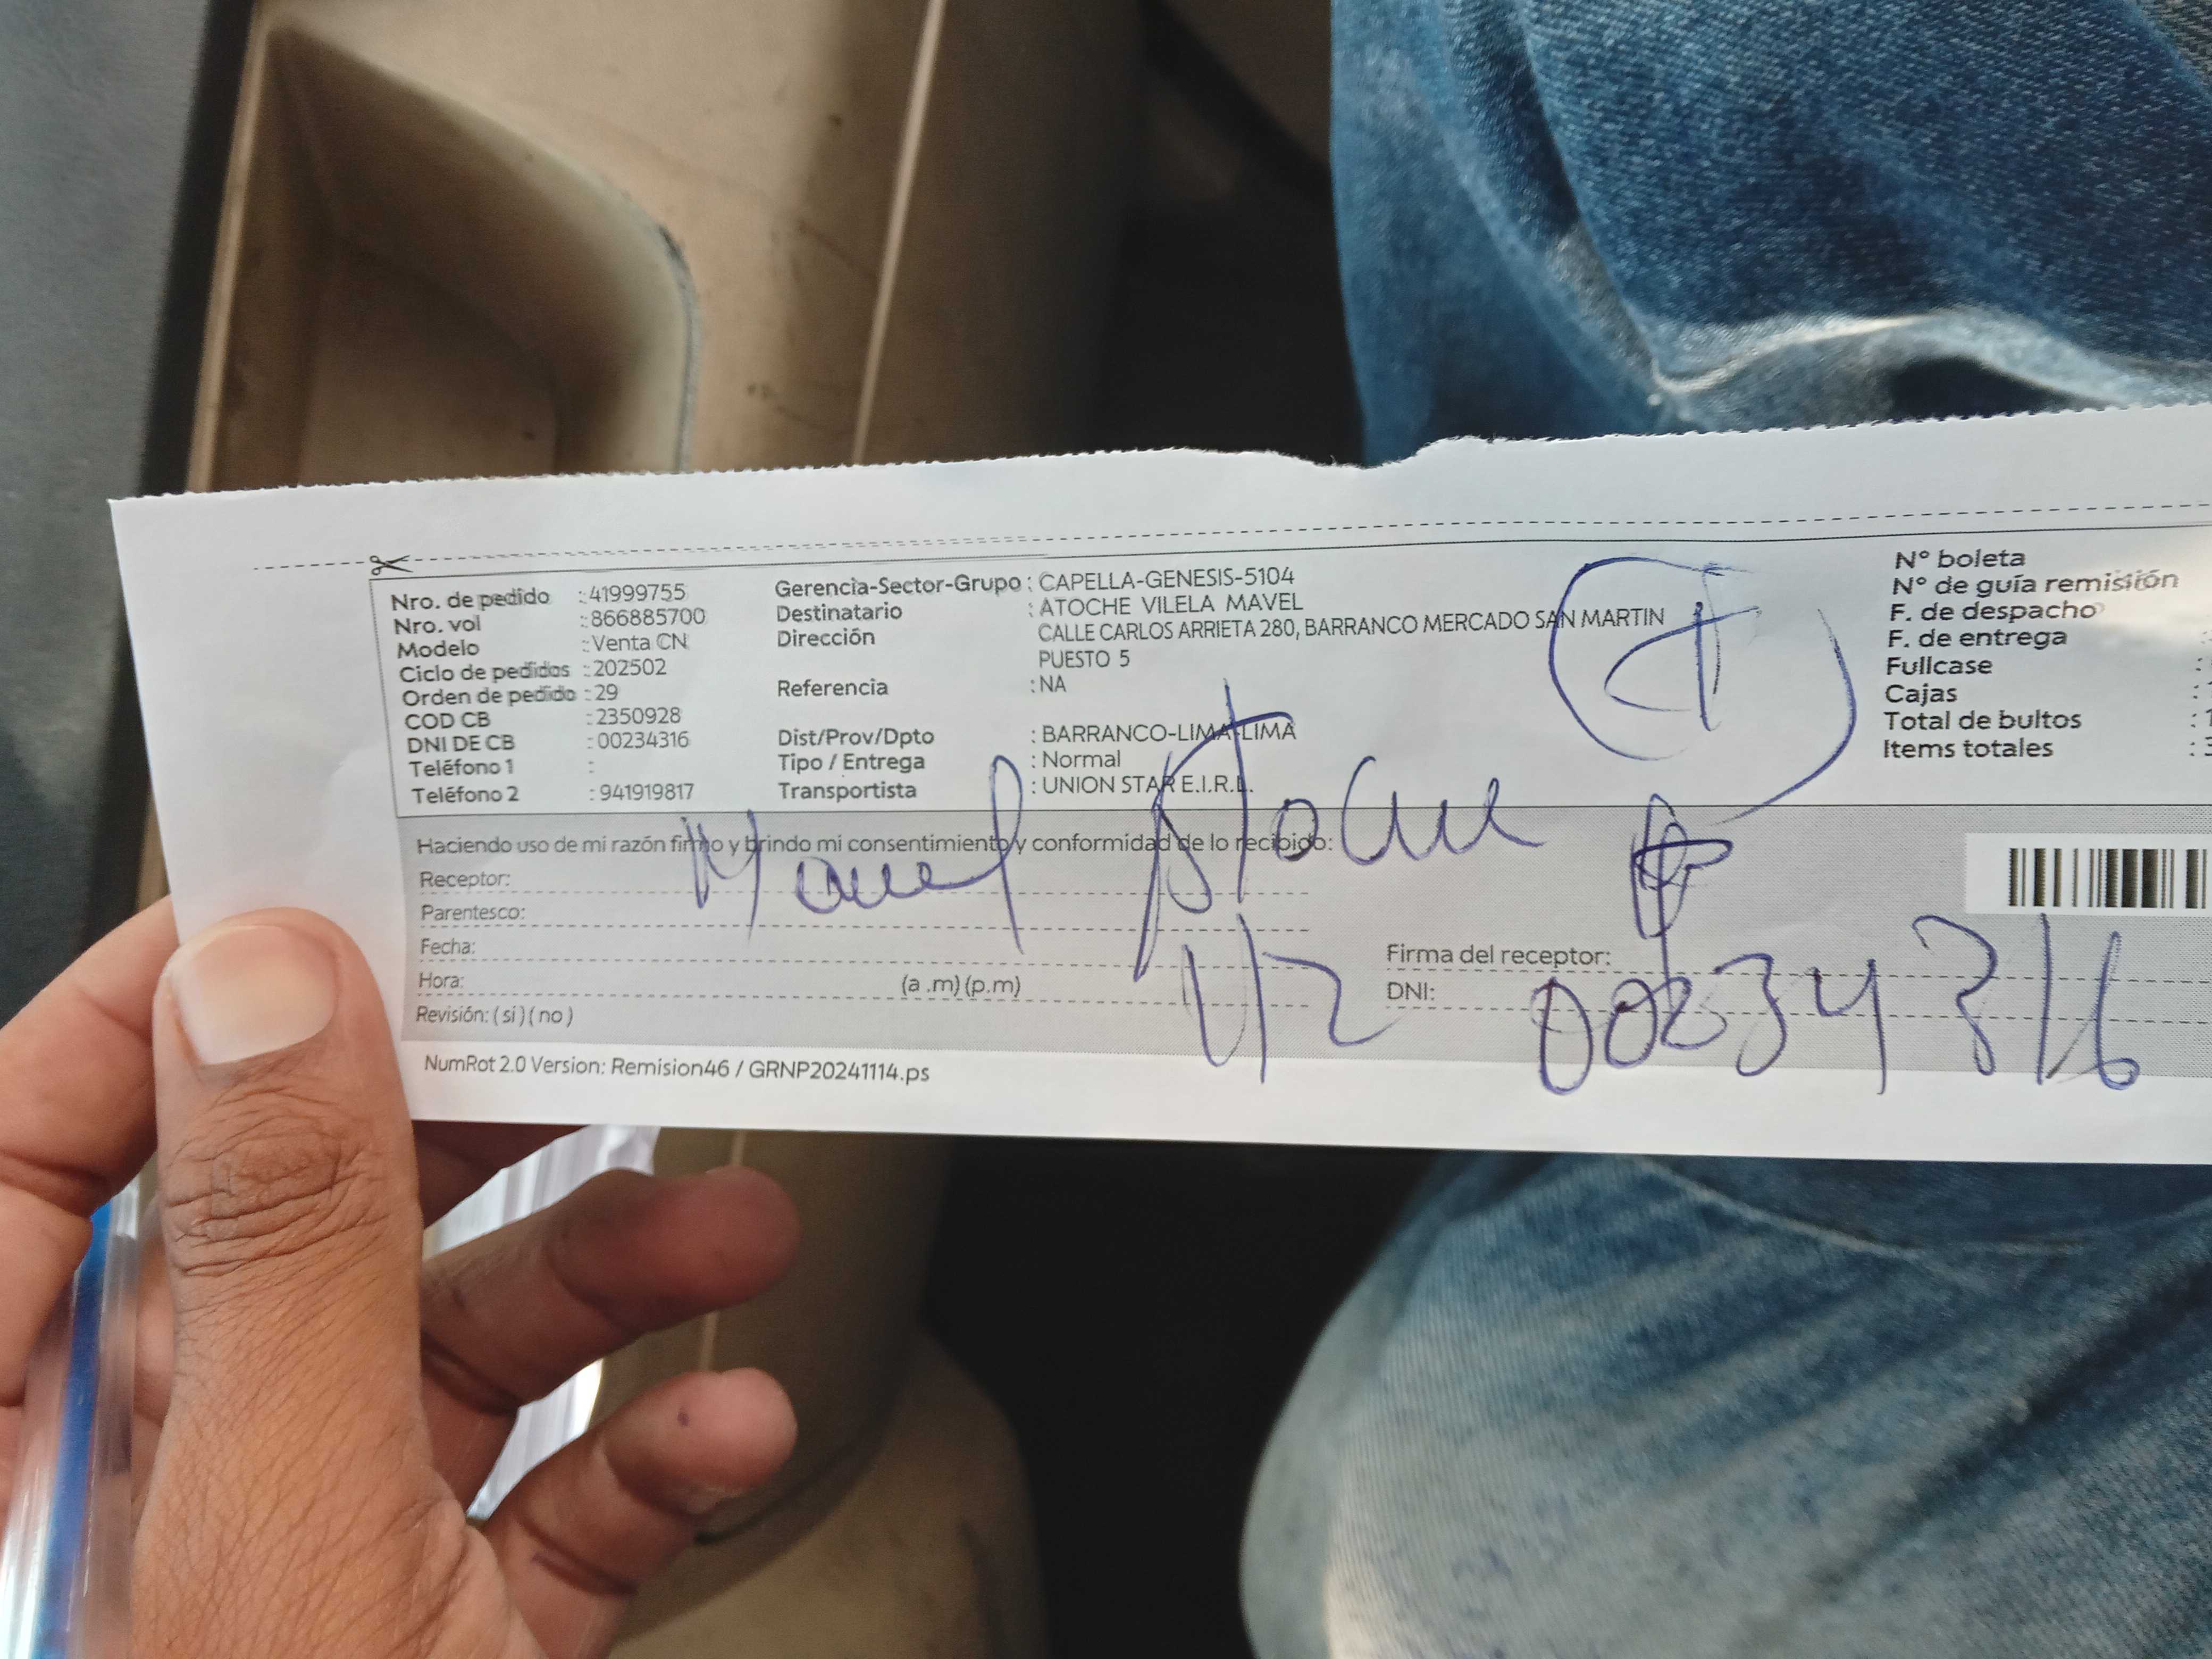 Nro. de pedido : 41999755
Nro. vol : 866885700
Modelo : Venta CN
Ciclo de pedidos : 202502
Orden de pedido : 29
COD CB : 2350928
DNI DE CB : 00234316
Teléfono 1 :
Teléfono 2 : 941919817
Gerencia-Sector-Grupo : CAPELLA-GENESIS-5104
Destinatario : ATOCHE VILELA MAVEL
Dirección CALLE CARLOS ARRIETA 280, BARRANCO MERCADO SAN MARTIN
PUESTO 5
Referencia : NA
Dist/Prov/Dpto : BARRANCO-LIMA-LIMA
Tipo / Entrega : Normal
Transportista : UNION STAR E.I.R.L.
N° boleta
N° de guía remisión
F. de despacho
F. de entrega
Fullcase :
Cajas :
Total de bultos : 1
Items totales : 3
Haciendo uso de mi razón firmo y brindo mi consentimiento y conformidad de lo recibido:
Mavel Atoche
Receptor:
Parentesco:
Fecha:
Hora: (a .m) (p.m)
Revisión: ( si ) ( no )
1/2
Firma del receptor:
DNI: 00234316
NumRot 2.0 Version: Remision46 / GRNP20241114.ps